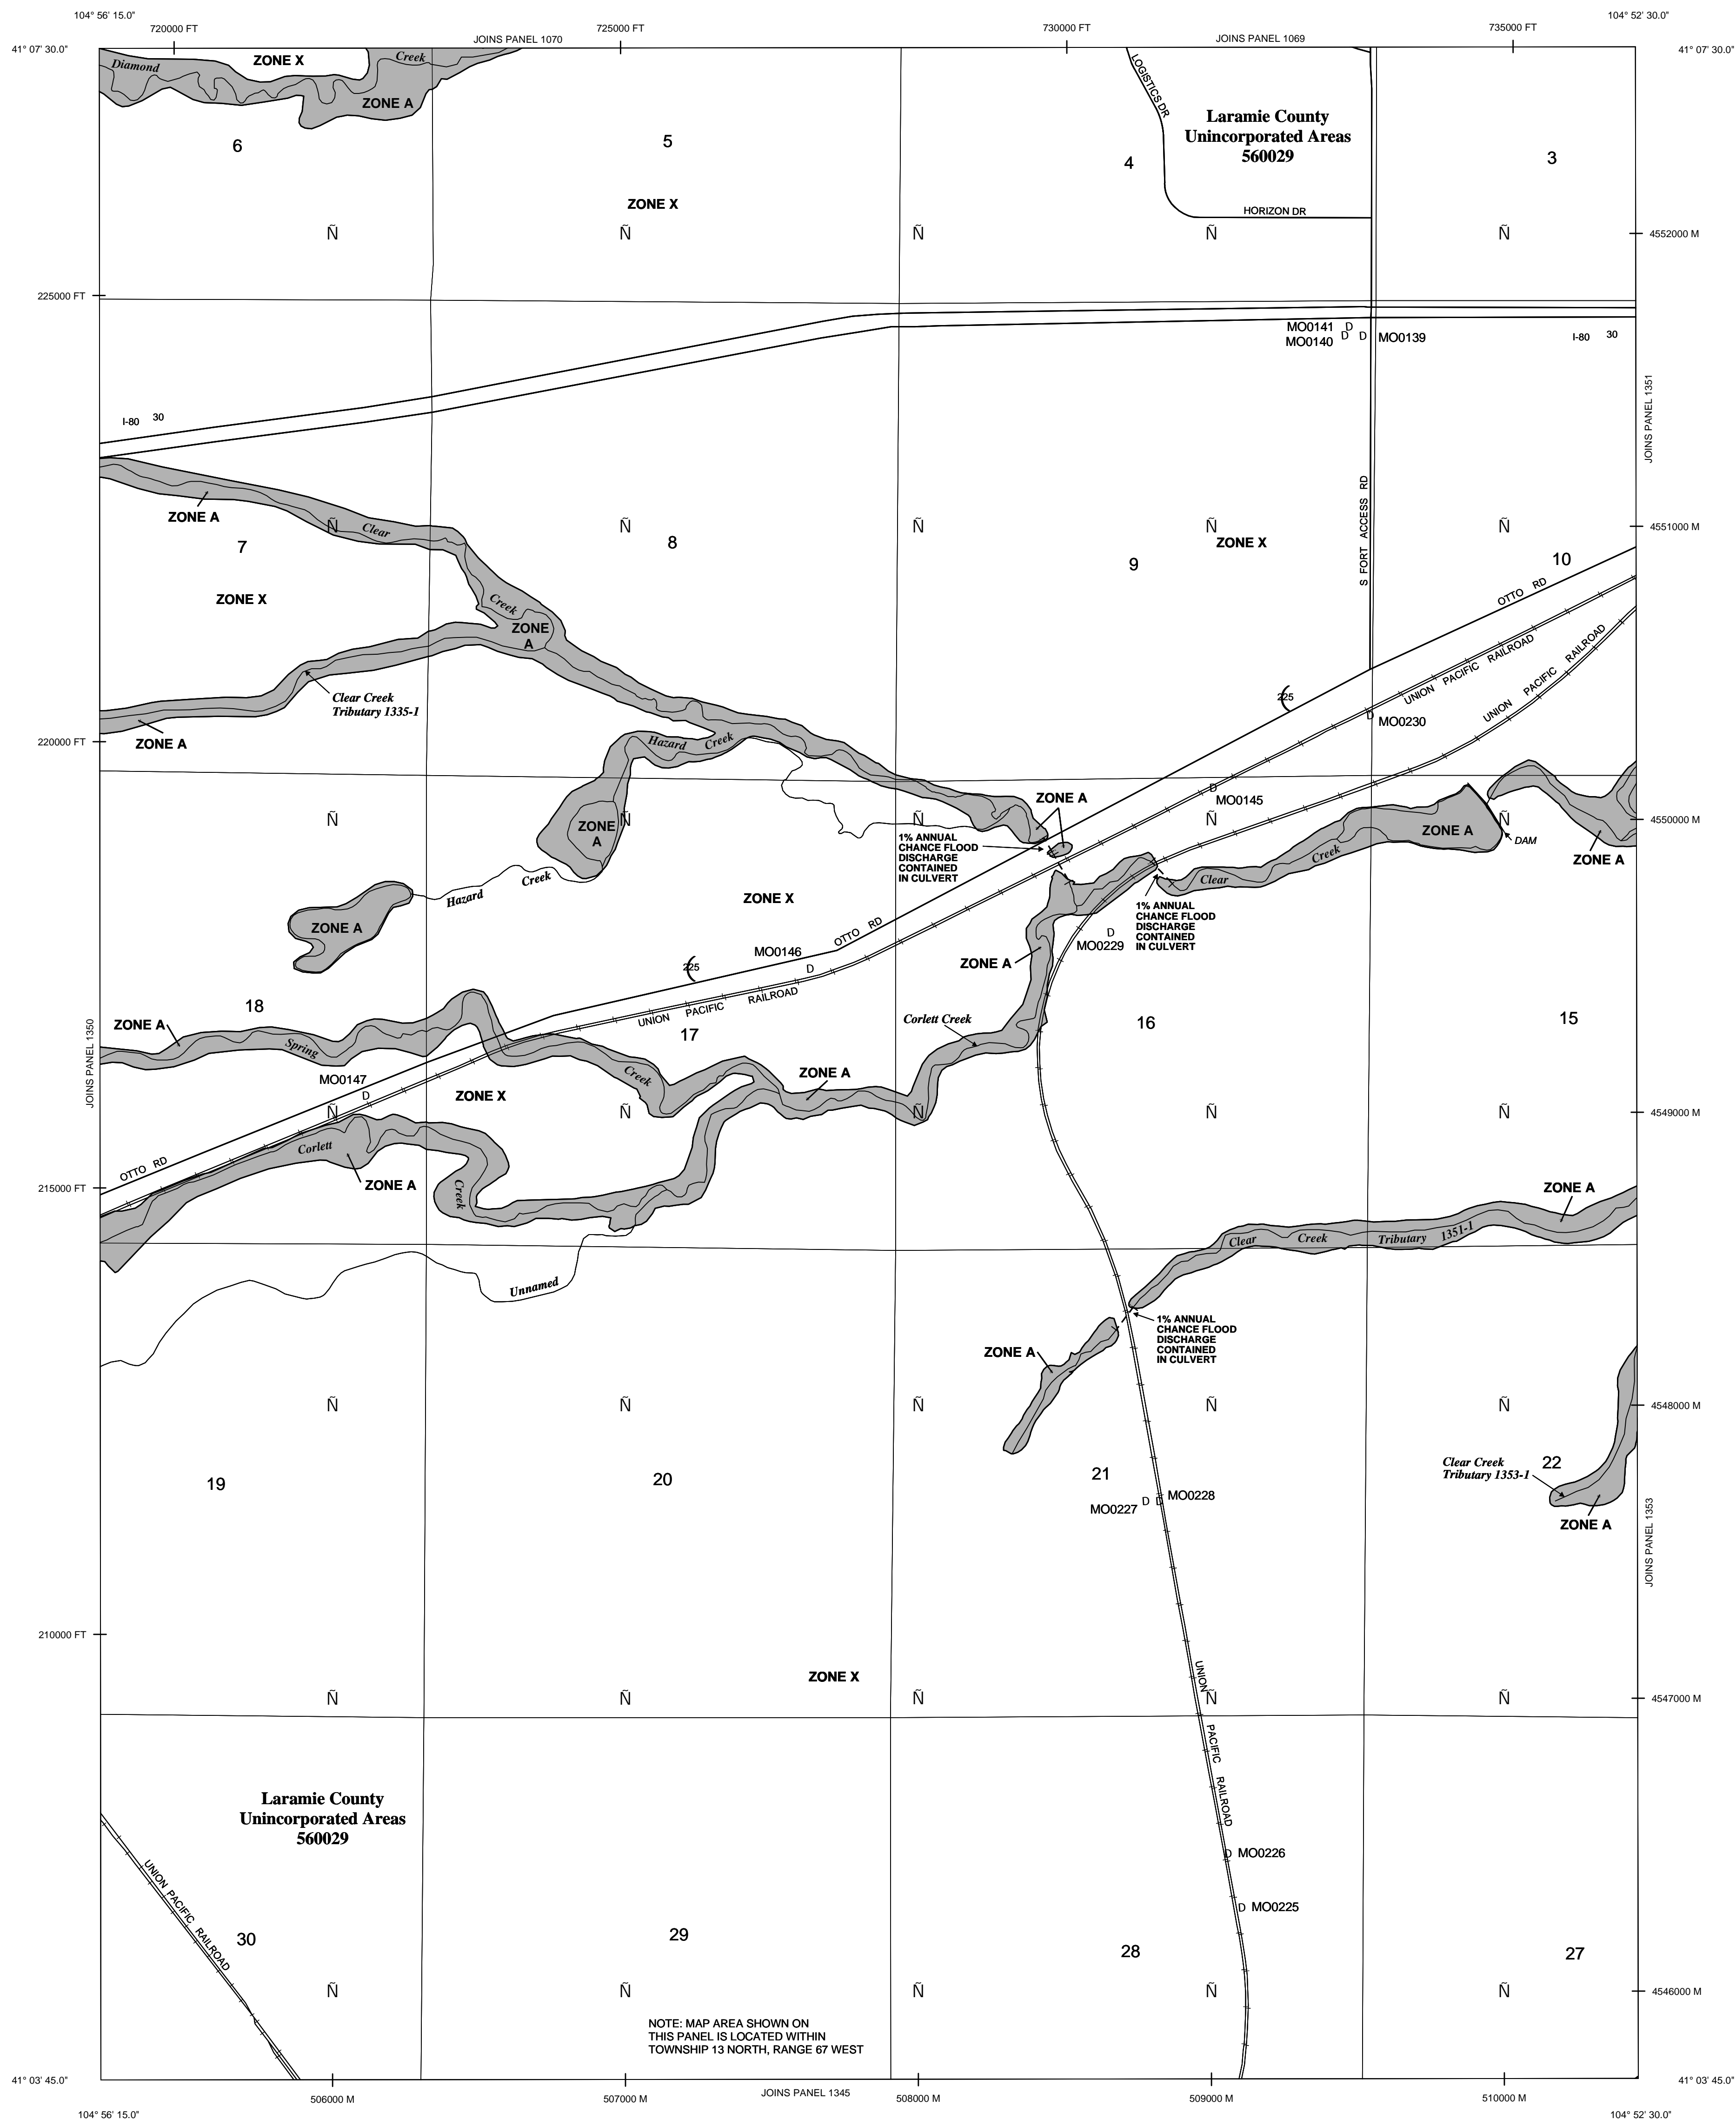 104° 56' 15.0"
104° 52' 30.0"
720000 FT
725000 FT
730000 FT
735000 FT
JOINS PANEL 1070
JOINS PANEL 1069
41° 07' 30.0"
41° 07' 30.0"
Diamond
ZONE X
Creek
ZONE A
LOGISTICS DR
Laramie County
Unincorporated Areas
560029
6
5
4
3
ZONE X
HORIZON DR
Ñ
Ñ
Ñ
Ñ
Ñ
4552000 M
225000 FT
MO0141
D
MO0140
D
D
MO0139
I-80
30
I-80
30
JOINS PANEL 1351
ZONE A
Clear
S FORT ACCESS RD
Ñ
Ñ
Ñ
Ñ
Ñ
4551000 M
7
8
9
ZONE X
10
ZONE X
Creek
OTTO RD
ZONE
A
UNION PACIFIC RAILROAD
UNION PACIFIC RAILROAD
Clear Creek
Tributary 1335-1
225
D
MO0230
220000 FT
ZONE A
Hazard Creek
D
MO0145
ZONE A
ZONE
A
Ñ
Ñ
Ñ
Ñ
Ñ
4550000 M
1% ANNUAL
CHANCE FLOOD
DISCHARGE
CONTAINED
IN CULVERT
ZONE A
DAM
ZONE A
Clear Creek
Hazard Creek
ZONE X
1% ANNUAL
CHANCE FLOOD
DISCHARGE
CONTAINED
IN CULVERT
ZONE A
OTTO RD
D
MO0229
MO0146
D
225
ZONE A
UNION PACIFIC RAILROAD
18
17
16
15
Corlett Creek
ZONE A
Spring
Creek
JOINS PANEL 1350
MO0147
D
ZONE X
ZONE A
Ñ
Ñ
Ñ
Ñ
Ñ
4549000 M
OTTO RD
Corlett
ZONE A
Creek
215000 FT
ZONE A
Clear Creek Tributary 1351-1
Unnamed
1% ANNUAL
CHANCE FLOOD
DISCHARGE
CONTAINED
IN CULVERT
ZONE A
Ñ
Ñ
Ñ
Ñ
Ñ
4548000 M
19
20
21
22
Clear Creek
Tributary 1353-1
MO0227
D
D
MO0228
ZONE A
JOINS PANEL 1353
210000 FT
ZONE X
UNION PACIFIC RAILROAD
Ñ
Ñ
Ñ
Ñ
Ñ
4547000 M
Laramie County
Unincorporated Areas
560029
D
MO0226
D
MO0225
UNION PACIFIC RAILROAD
30
29
28
27
Ñ
Ñ
Ñ
Ñ
Ñ
4546000 M
NOTE: MAP AREA SHOWN ON
THIS PANEL IS LOCATED WITHIN
TOWNSHIP 13 NORTH, RANGE 67 WEST
41° 03' 45.0"
41° 03' 45.0"
JOINS PANEL 1345
506000 M
507000 M
508000 M
509000 M
510000 M
104° 56' 15.0"
104° 52' 30.0"